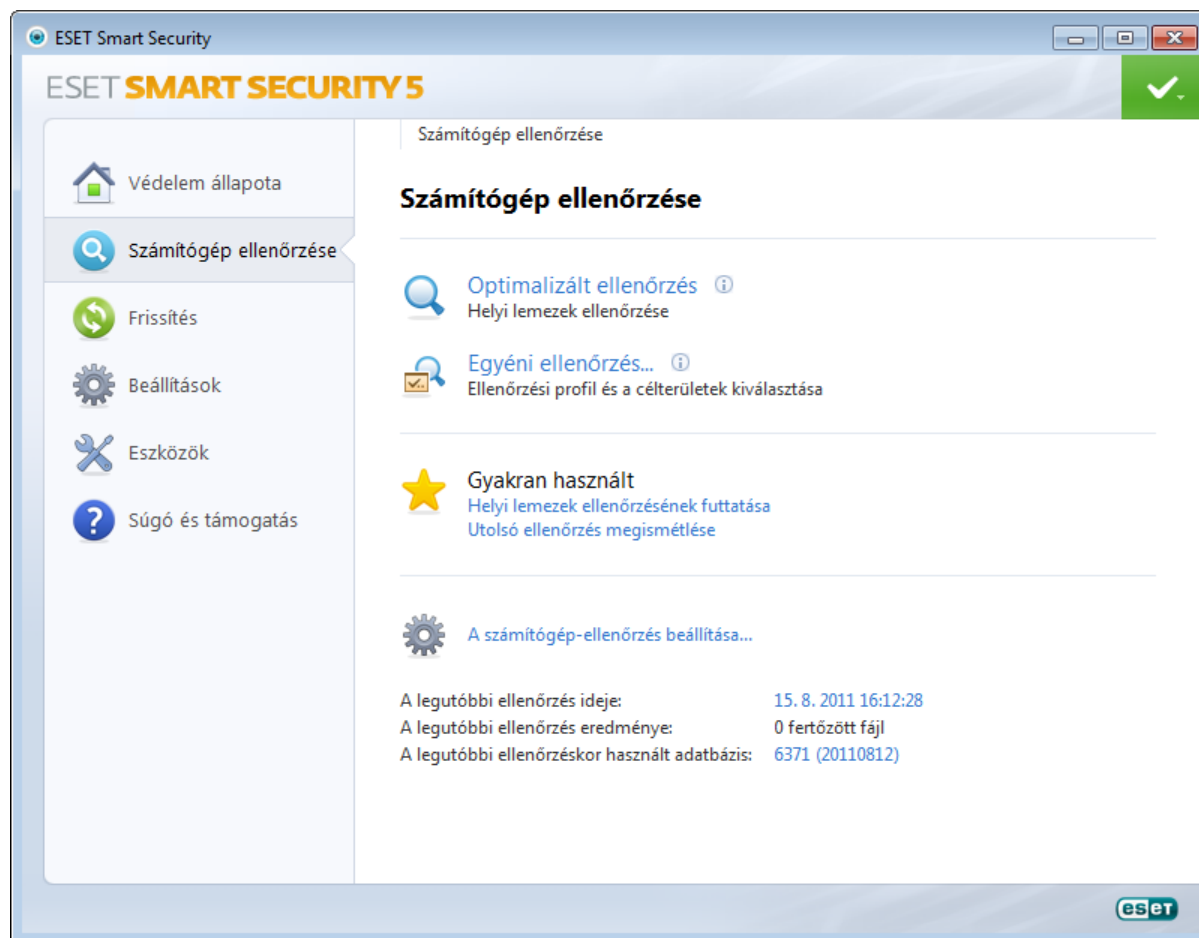 ESET Smart Security
ESET SMART SECURITY 5
Számítógép ellenőrzése
Védelem állapota
Számítógép ellenőrzése
Frissítés
Beállítások
Eszközök
Súgó és támogatás
Számítógép ellenőrzése
Optimalizált ellenőrzés
Helyi lemezek ellenőrzése
Egyéni ellenőrzés...
Ellenőrzési profil és a célterületek kiválasztása
Gyakran használt
Helyi lemezek ellenőrzésének futtatása
Utolsó ellenőrzés megismétlése
A számítógép-ellenőrzés beállítása...
A legutóbbi ellenőrzés ideje: 15. 8. 2011 16:12:28
A legutóbbi ellenőrzés eredménye: 0 fertőzött fájl
A legutóbbi ellenőrzéskor használt adatbázis: 6371 (20110812)
eset